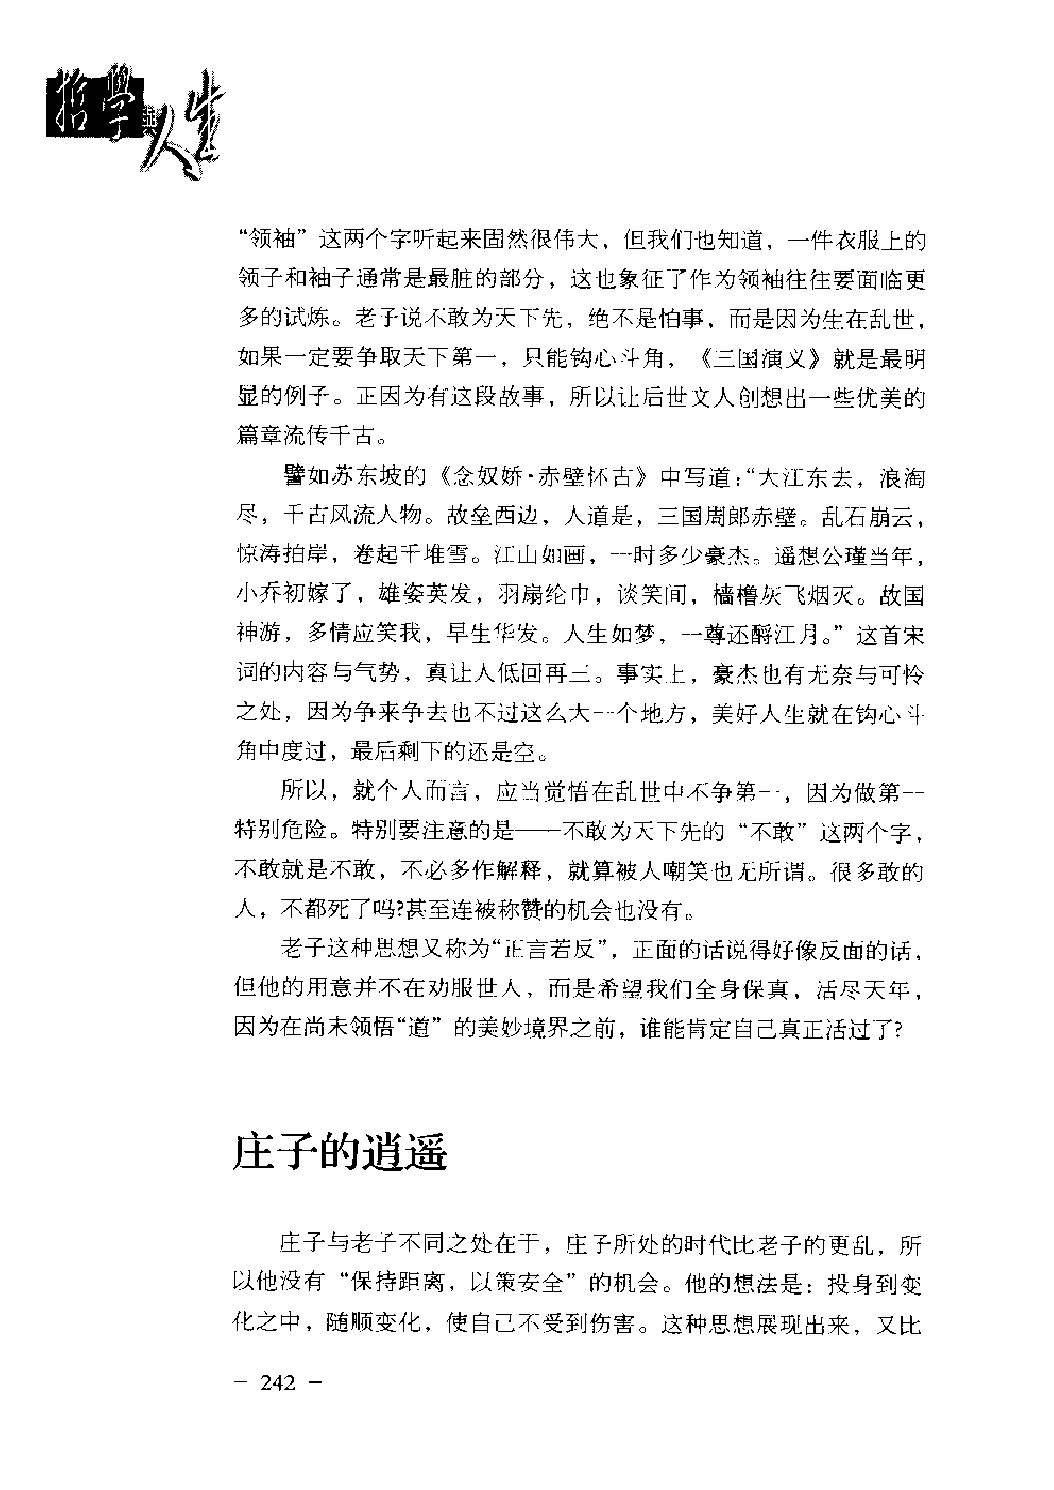 哲學與人生
“领袖”这两个字听起来固然很伟大，但我们也知道，一件衣服上的
领子和袖子通常是最脏的部分，这也象征了作为领袖往往要面临更
多的试炼。老子说不敢为天下先，绝不是怕事，而是因为生在乱世，
如果一定要争取天下第一，只能钩心斗角，《三国演义》就是最明
显的例子。正因为有这段故事，所以让后世文人创想出一些优美的
篇章流传千古。
譬如苏东坡的《念奴娇·赤壁怀古》中写道：“大江东去，浪淘
尽，千古风流人物。故垒西边，人道是，三国周郎赤壁。乱石崩云，
惊涛拍岸，卷起千堆雪。江山如画，一时多少豪杰。遥想公瑾当年，
小乔初嫁了，雄姿英发，羽扇纶巾，谈笑间，樯橹灰飞烟灭。故国
神游，多情应笑我，早生华发。人生如梦，一尊还酹江月。”这首宋
词的内容与气势，真让人低回再三。事实上，豪杰也有无奈与可怜
之处，因为争来争去也不过这么大一个地方，美好人生就在钩心斗
角中度过，最后剩下的还是空。
所以，就个人而言，应当觉悟在乱世中不争第一，因为做第一
特别危险。特别要注意的是——不敢为天下先的“不敢”这两个字，
不敢就是不敢，不必多作解释，就算被人嘲笑也无所谓。很多敢的
人，不都死了吗?甚至连被称赞的机会也没有。
老子这种思想又称为“正言若反”，正面的话说得好像反面的话，
但他的用意并不在劝服世人，而是希望我们全身保真，活尽天年，
因为在尚未领悟“道”的美妙境界之前，谁能肯定自己真正活过了?
庄子的逍遥
庄子与老子不同之处在于，庄子所处的时代比老子的更乱，所
以他没有“保持距离，以策安全”的机会。他的想法是：投身到变
化之中，随顺变化，使自己不受到伤害。这种思想展现出来，又比
- 242 -